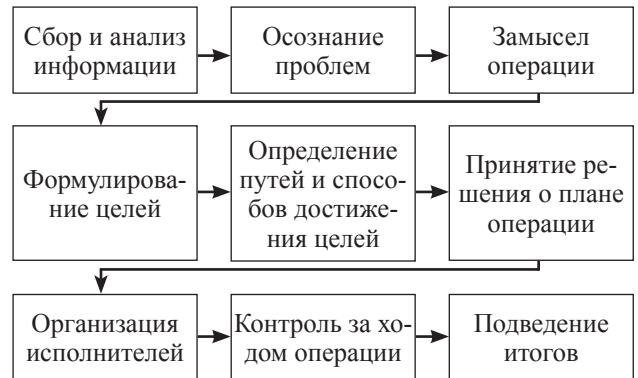 Сбор и анализ
информации
Осознание
проблем
Замысел
операции
Формулирова-
ние целей
Определение
путей и спосо-
бов достиже-
ния целей
Принятие ре-
шения о плане
операции
Организация
исполнителей
Контроль за хо-
дом операции
Подведение
итогов